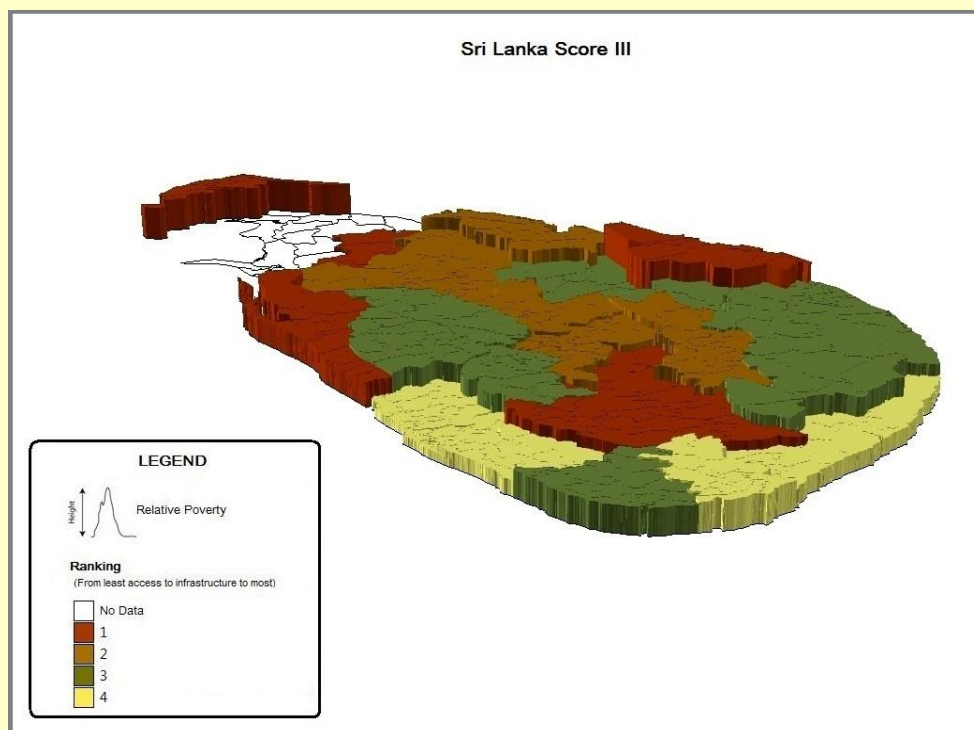 Sri Lanka Score III
LEGEND
Height
Relative Poverty
Ranking
(From least access to infrastructure to most)
No Data
1
2
3
4